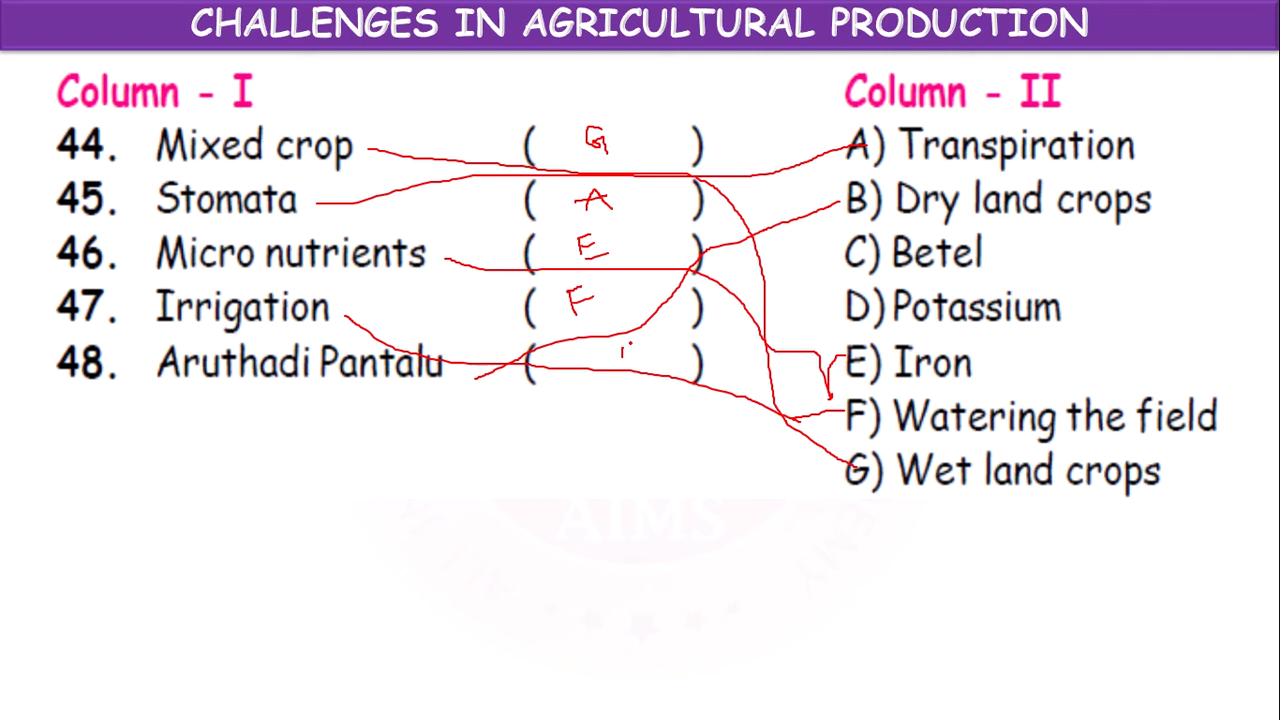 CHALLENGES IN AGRICULTURAL PRODUCTION
Column - I Column - II
44. Mixed crop ( G ) A) Transpiration
45. Stomata ( A ) B) Dry land crops
46. Micro nutrients ( E ) C) Betel
47. Irrigation ( F ) D) Potassium
48. Aruthadi Pantalu ( ) E) Iron
F) Watering the field
G) Wet land crops
AIMS